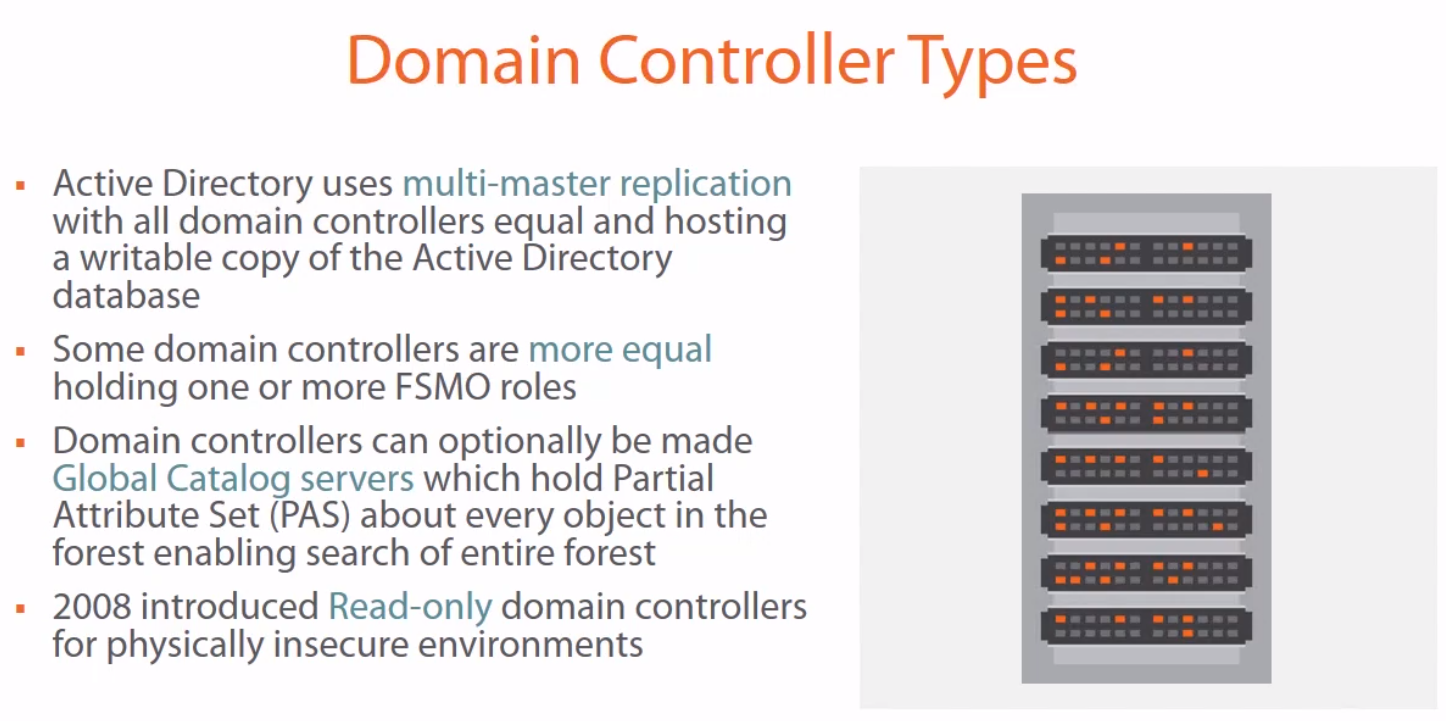 Domain Controller Types
▪ Active Directory uses multi-master replication
with all domain controllers equal and hosting
a writable copy of the Active Directory
database
▪ Some domain controllers are more equal
holding one or more FSMO roles
▪ Domain controllers can optionally be made
Global Catalog servers which hold Partial
Attribute Set (PAS) about every object in the
forest enabling search of entire forest
▪ 2008 introduced Read-only domain controllers
for physically insecure environments